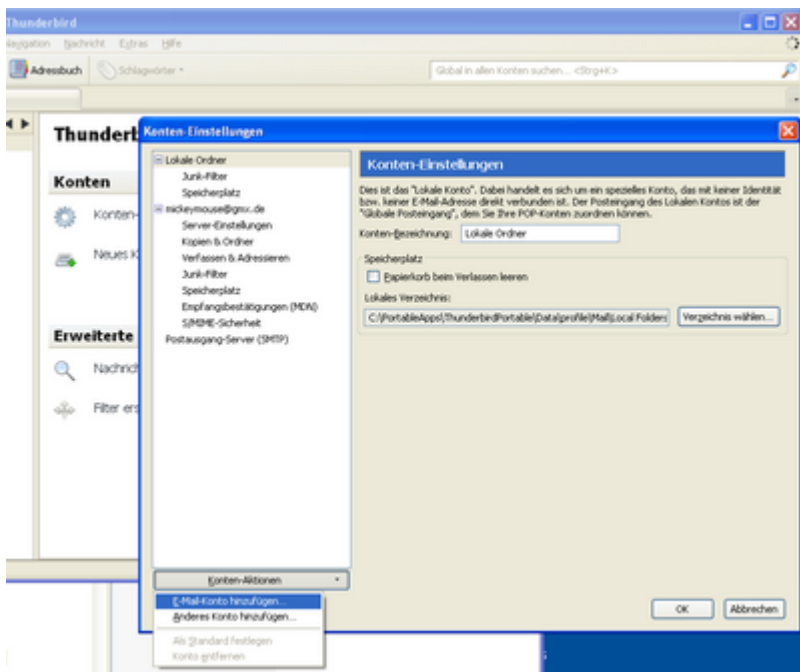 Thunderbird
Navigation Nachricht Extras Hilfe
Adressbuch Schlagwörter Global in allen Konten suchen... <Strg+K>
Thunderb
Konten
Konten-
Neues K
Erweiterte
Nachrich
Filter ers
Konten-Einstellungen
Lokale Ordner
Junk-Filter
Speicherplatz
mickeymouse@gmx.de
Server-Einstellungen
Kopien & Ordner
Verfassen & Adressieren
Junk-Filter
Speicherplatz
Empfangsbestätigungen (MDN)
S/MIME-Sicherheit
Postausgang-Server (SMTP)
Konten-Aktionen
E-Mail-Konto hinzufügen...
Anderes Konto hinzufügen...
Als Standard festlegen
Konto entfernen
Konten-Einstellungen
Dies ist das "Lokale Konto". Dabei handelt es sich um ein spezielles Konto, das mit keiner Identität
bzw. keiner E-Mail-Adresse direkt verbunden ist. Der Posteingang des Lokalen Kontos ist der
"Globale Posteingang", dem Sie Ihre POP-Konten zuordnen können.
Konten-Bezeichnung: Lokale Ordner
Speicherplatz
Papierkorb beim Verlassen leeren
Lokales Verzeichnis:
C:\PortableApps\ThunderbirdPortable\Data\profile\Mail\Local Folders Verzeichnis wählen...
OK Abbrechen